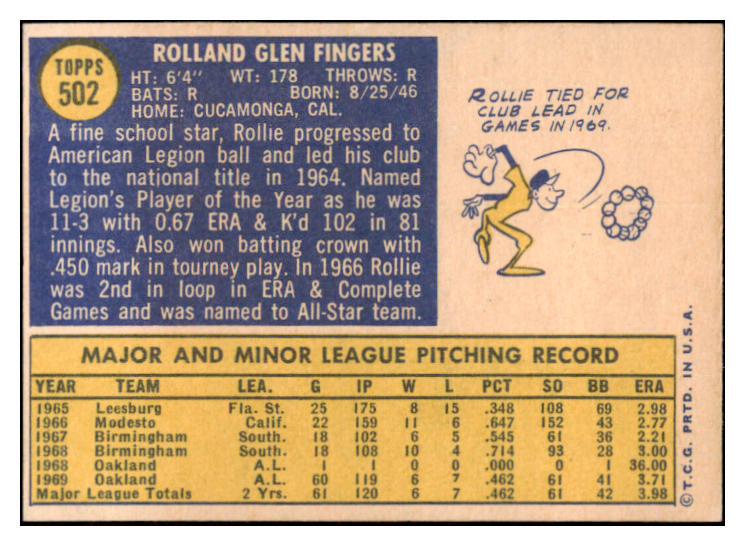 TOPPS
502
ROLLAND GLEN FINGERS
HT: 6'4" WT: 178 THROWS: R
BATS: R BORN: 8/25/46
HOME: CUCAMONGA, CAL.
A fine school star, Rollie progressed to
American Legion ball and led his club
to the national title in 1964. Named
Legion's Player of the Year as he was
11-3 with 0.67 ERA & K'd 102 in 81
innings. Also won batting crown with
.450 mark in tourney play. In 1966 Rollie
was 2nd in loop in ERA & Complete
Games and was named to All-Star team.
ROLLIE TIED FOR
CLUB LEAD IN
GAMES IN 1969.
MAJOR AND MINOR LEAGUE PITCHING RECORD
YEAR TEAM LEA. G IP W L PCT SO BB ERA
1965 Leesburg Fla. St. 25 175 8 15 .348 108 69 2.98
1966 Modesto Calif. 22 159 11 6 .647 152 43 2.77
1967 Birmingham South. 18 102 6 5 .545 61 36 2.21
1968 Birmingham South. 18 108 10 4 .714 93 28 3.00
1968 Oakland A.L. 1 1 0 0 .000 0 1 36.00
1969 Oakland A.L. 60 119 6 7 .462 61 41 3.71
Major League Totals 2 Yrs. 61 120 6 7 .462 61 42 3.98
© T.C.G. PRTD. IN U.S.A.